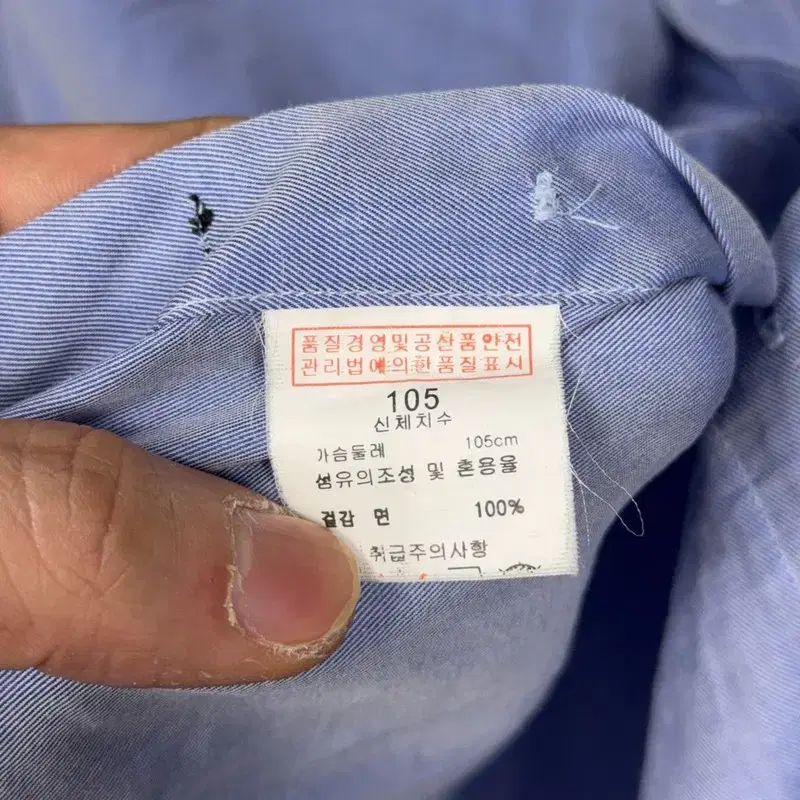 품질경영및공산품안전
관리법에의한품질표시
105
신체치수
가슴둘레 105cm
섬유의조성 및 혼용율
겉감 면 100%
취급주의사항